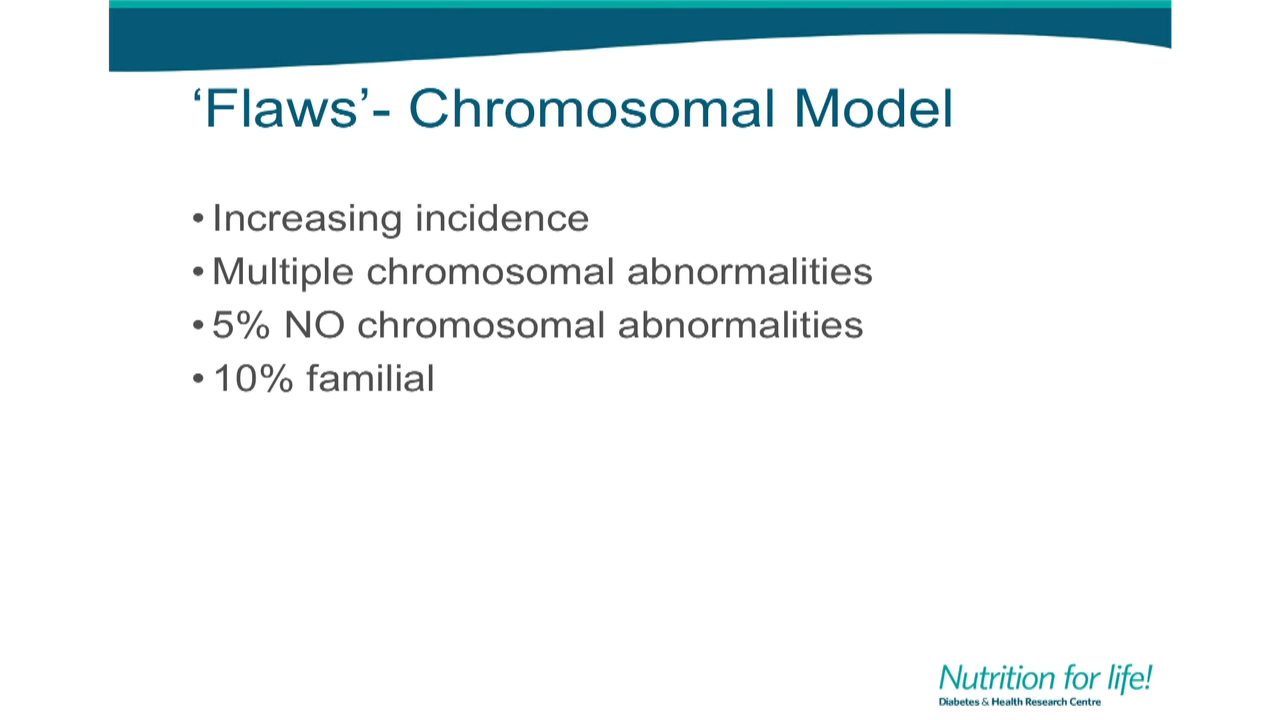 ‘Flaws’- Chromosomal Model
• Increasing incidence
• Multiple chromosomal abnormalities
• 5% NO chromosomal abnormalities
• 10% familial
Nutrition for life!
Diabetes & Health Research Centre